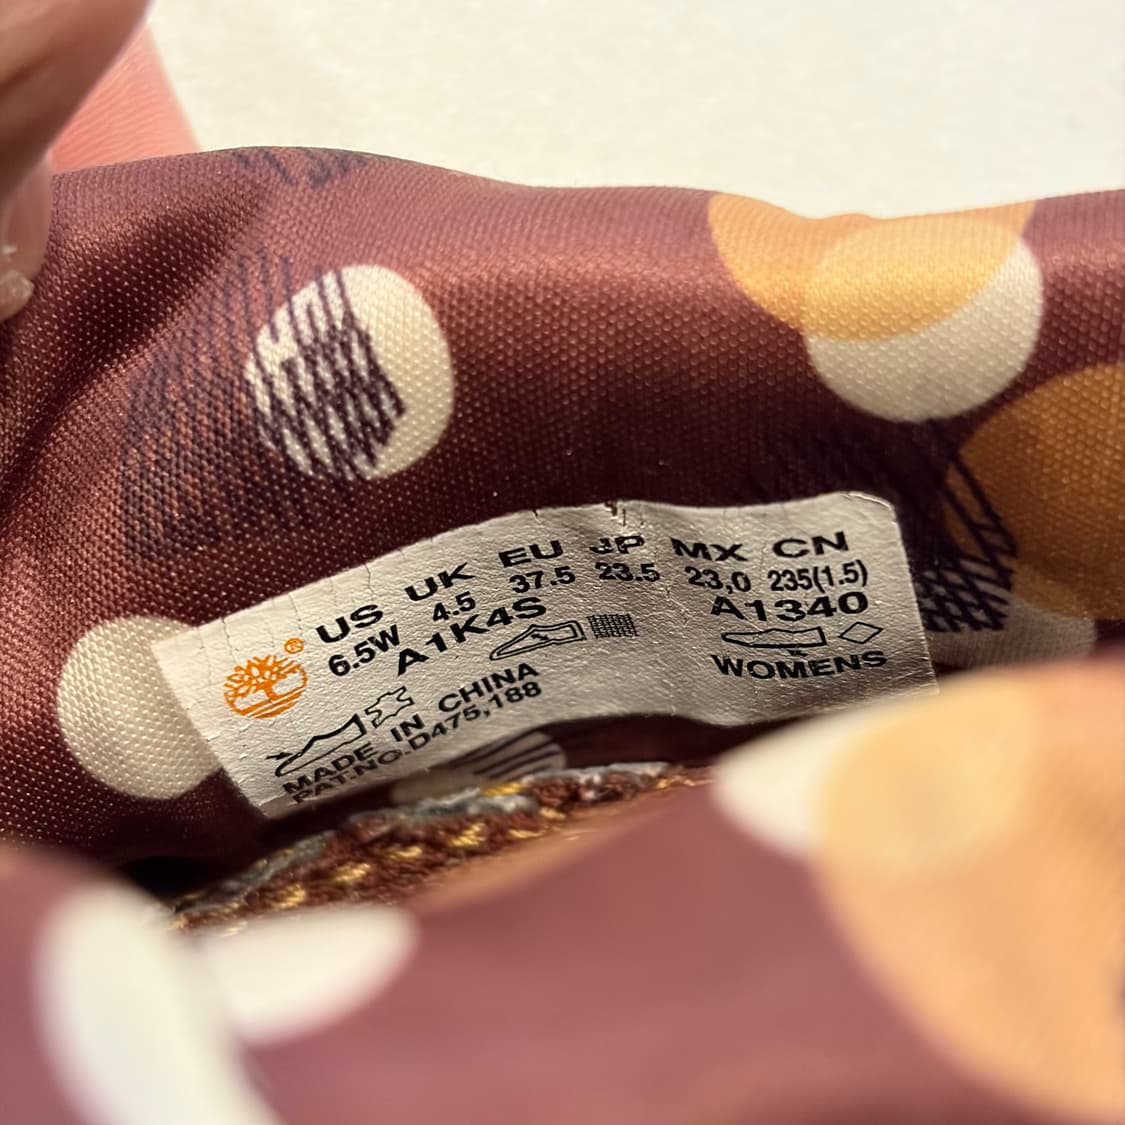 US UK EU JP MX CN
6.5W 4.5 37.5 23.5 23,0 235(1.5)
A1K4S A1340
®
WOMENS
MADE IN CHINA
PAT.NO.D475,188